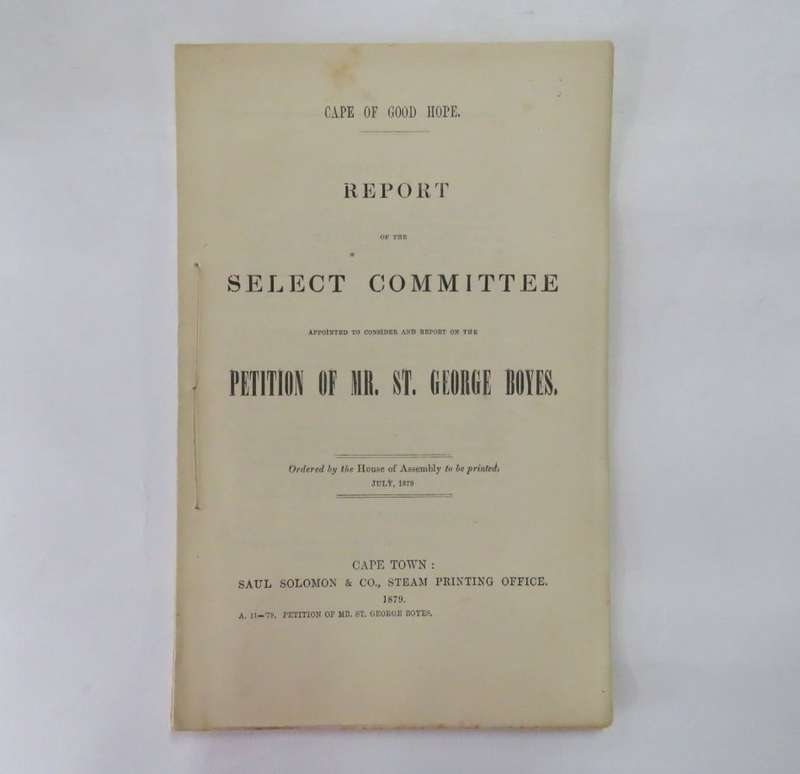 CAPE OF GOOD HOPE.
REPORT
OF THE
SELECT COMMITTEE
APPOINTED TO CONSIDER AND REPORT ON THE
PETITION OF MR. ST. GEORGE BOYES.
Ordered by the House of Assembly to be printed,
JULY, 1879
CAPE TOWN :
SAUL SOLOMON & CO., STEAM PRINTING OFFICE.
1879.
A. 11—'79. PETITION OF MR. ST. GEORGE BOYES.